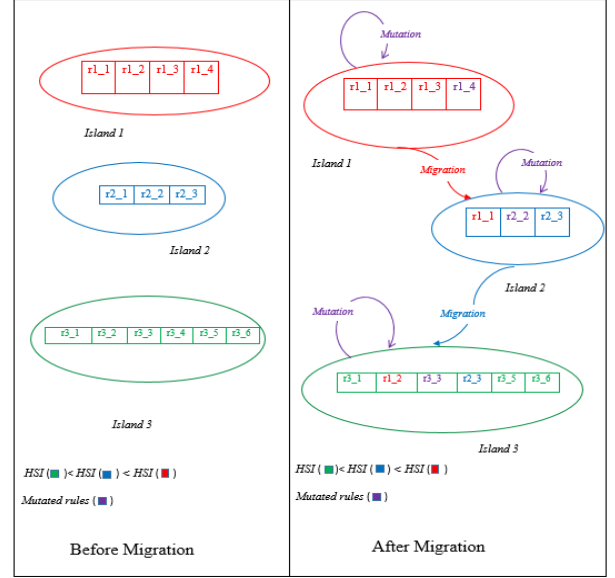 r1_1 r1_2 r1_3 r1_4
Island 1
r2_1 r2_2 r2_3
Island 2
r3_1 r3_2 r3_3 r3_4 r3_5 r3_6
Island 3
HSI ( ) < HSI ( ) < HSI ( )
Mutated rules ( )
Before Migration
Mutation
r1_1 r1_2 r1_3 r1_4
Island 1
Migration
Mutation
r1_1 r2_2 r2_3
Island 2
Mutation
Migration
r3_1 r1_2 r3_3 r2_3 r3_5 r3_6
Island 3
HSI ( )< HSI ( ) < HSI ( )
Mutated rules ( )
After Migration